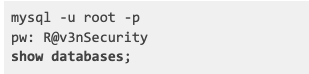 mysql -u root -p
pw: R@v3nSecurity
show databases;